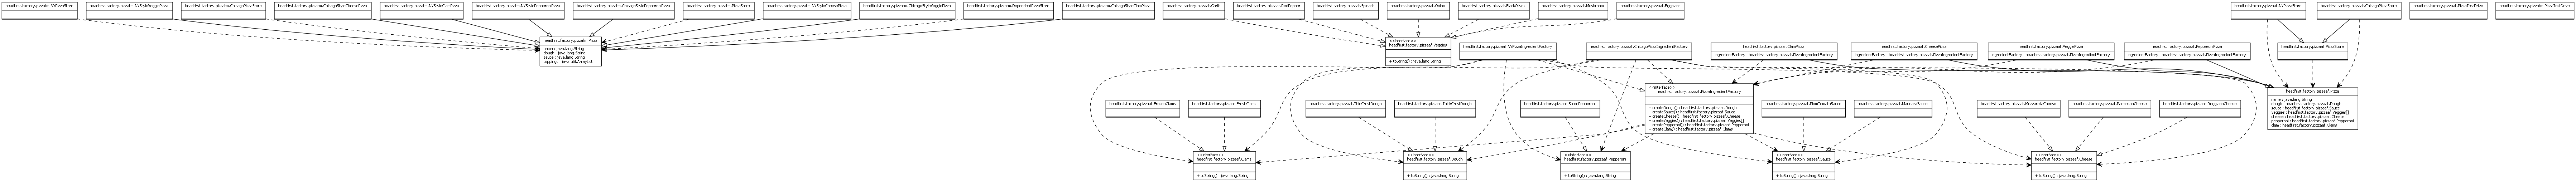 headfirst.factory.pizzafm.NYPizzaStore
headfirst.factory.pizzafm.NYStyleVeggiePizza
headfirst.factory.pizzafm.ChicagoPizzaStore
headfirst.factory.pizzafm.ChicagoStyleCheesePizza
headfirst.factory.pizzafm.NYStyleClamPizza
headfirst.factory.pizzafm.NYStylePepperoniPizza
headfirst.factory.pizzafm.ChicagoStylePepperoniPizza
headfirst.factory.pizzafm.PizzaStore
headfirst.factory.pizzafm.NYStyleCheesePizza
headfirst.factory.pizzafm.ChicagoStyleVeggiePizza
headfirst.factory.pizzafm.DependentPizzaStore
headfirst.factory.pizzafm.ChicagoStyleClamPizza
headfirst.factory.pizzaaf.Garlic
headfirst.factory.pizzaaf.RedPepper
headfirst.factory.pizzaaf.Spinach
headfirst.factory.pizzaaf.Onion
headfirst.factory.pizzaaf.BlackOlives
headfirst.factory.pizzaaf.Mushroom
headfirst.factory.pizzaaf.Eggplant
headfirst.factory.pizzaaf.NYPizzaStore
headfirst.factory.pizzaaf.ChicagoPizzaStore
headfirst.factory.pizzaaf.PizzaTestDrive
headfirst.factory.pizzafm.PizzaTestDrive
headfirst.factory.pizzafm.Pizza
name : java.lang.String
dough : java.lang.String
sauce : java.lang.String
toppings : java.util.ArrayList
<<interface>>
headfirst.factory.pizzaaf.Veggies
+ toString() : java.lang.String
headfirst.factory.pizzaaf.NYPizzaIngredientFactory
headfirst.factory.pizzaaf.ChicagoPizzaIngredientFactory
headfirst.factory.pizzaaf.ClamPizza
ingredientFactory : headfirst.factory.pizzaaf.PizzaIngredientFactory
headfirst.factory.pizzaaf.CheesePizza
ingredientFactory : headfirst.factory.pizzaaf.PizzaIngredientFactory
headfirst.factory.pizzaaf.VeggiePizza
ingredientFactory : headfirst.factory.pizzaaf.PizzaIngredientFactory
headfirst.factory.pizzaaf.PepperoniPizza
ingredientFactory : headfirst.factory.pizzaaf.PizzaIngredientFactory
headfirst.factory.pizzaaf.PizzaStore
headfirst.factory.pizzaaf.FrozenClams
headfirst.factory.pizzaaf.FreshClams
headfirst.factory.pizzaaf.ThinCrustDough
headfirst.factory.pizzaaf.ThickCrustDough
headfirst.factory.pizzaaf.SlicedPepperoni
<<interface>>
headfirst.factory.pizzaaf.PizzaIngredientFactory
+ createDough() : headfirst.factory.pizzaaf.Dough
+ createSauce() : headfirst.factory.pizzaaf.Sauce
+ createCheese() : headfirst.factory.pizzaaf.Cheese
+ createVeggies() : headfirst.factory.pizzaaf.Veggies[]
+ createPepperoni() : headfirst.factory.pizzaaf.Pepperoni
+ createClam() : headfirst.factory.pizzaaf.Clams
headfirst.factory.pizzaaf.PlumTomatoSauce
headfirst.factory.pizzaaf.MarinaraSauce
headfirst.factory.pizzaaf.MozzarellaCheese
headfirst.factory.pizzaaf.ParmesanCheese
headfirst.factory.pizzaaf.ReggianoCheese
headfirst.factory.pizzaaf.Pizza
name : java.lang.String
dough : headfirst.factory.pizzaaf.Dough
sauce : headfirst.factory.pizzaaf.Sauce
veggies : headfirst.factory.pizzaaf.Veggies[]
cheese : headfirst.factory.pizzaaf.Cheese
pepperoni : headfirst.factory.pizzaaf.Pepperoni
clam : headfirst.factory.pizzaaf.Clams
<<interface>>
headfirst.factory.pizzaaf.Clams
+ toString() : java.lang.String
<<interface>>
headfirst.factory.pizzaaf.Dough
+ toString() : java.lang.String
<<interface>>
headfirst.factory.pizzaaf.Pepperoni
+ toString() : java.lang.String
<<interface>>
headfirst.factory.pizzaaf.Sauce
+ toString() : java.lang.String
<<interface>>
headfirst.factory.pizzaaf.Cheese
+ toString() : java.lang.String